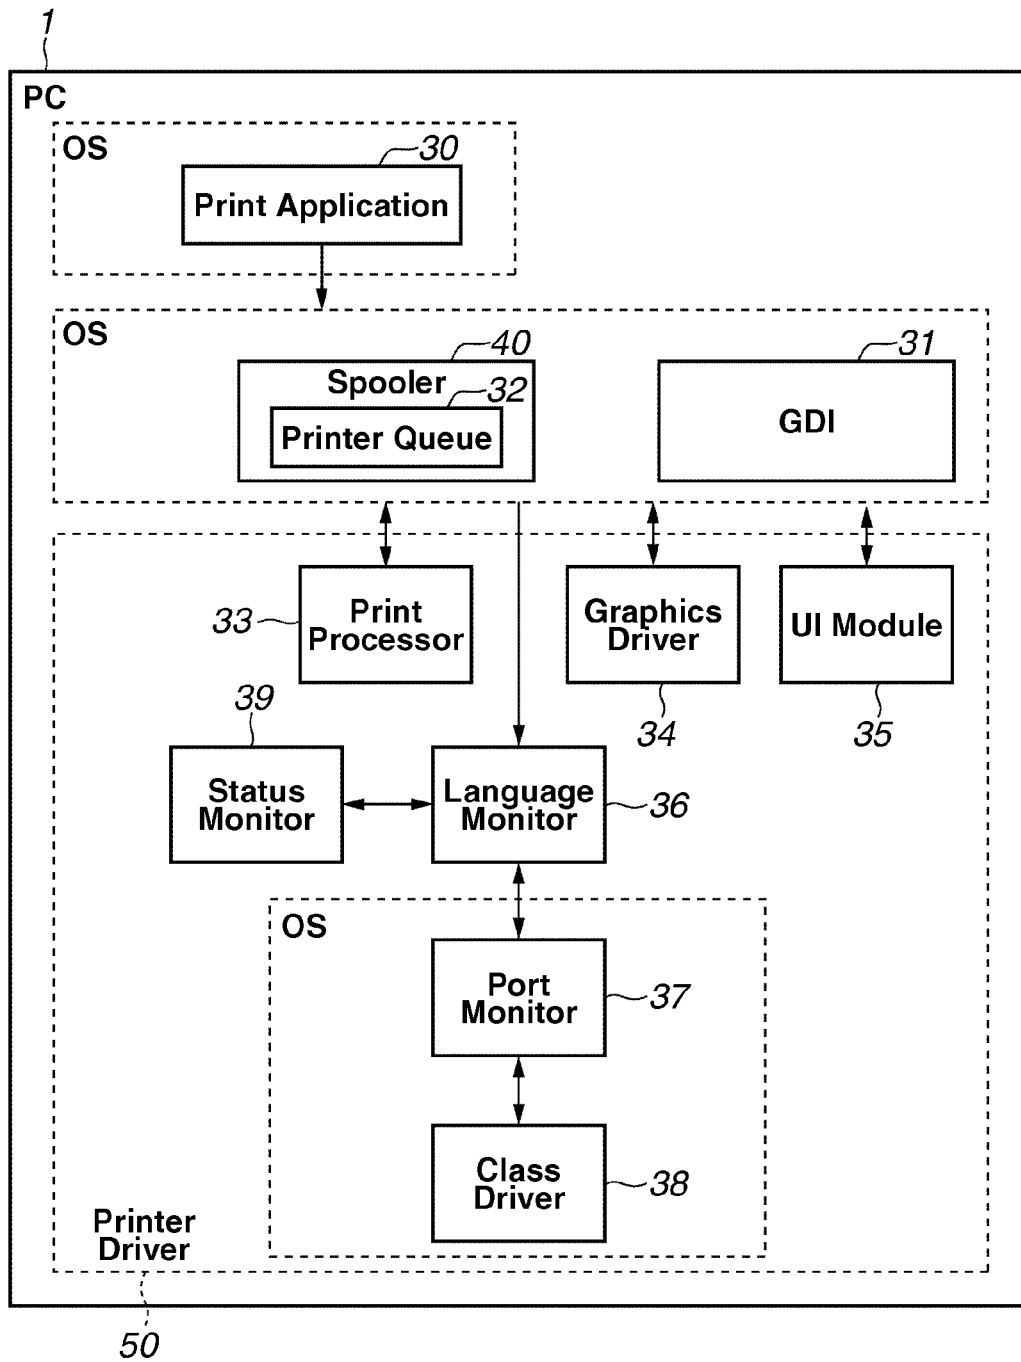 1
PC
OS
30
Print Application
OS
40
31
Spooler
32
Printer Queue
GDI
33
Print
Processor
Graphics
Driver
UI Module
34
35
39
Status
Monitor
Language
Monitor
36
OS
Port
Monitor
37
Class
Driver
38
Printer
Driver
50